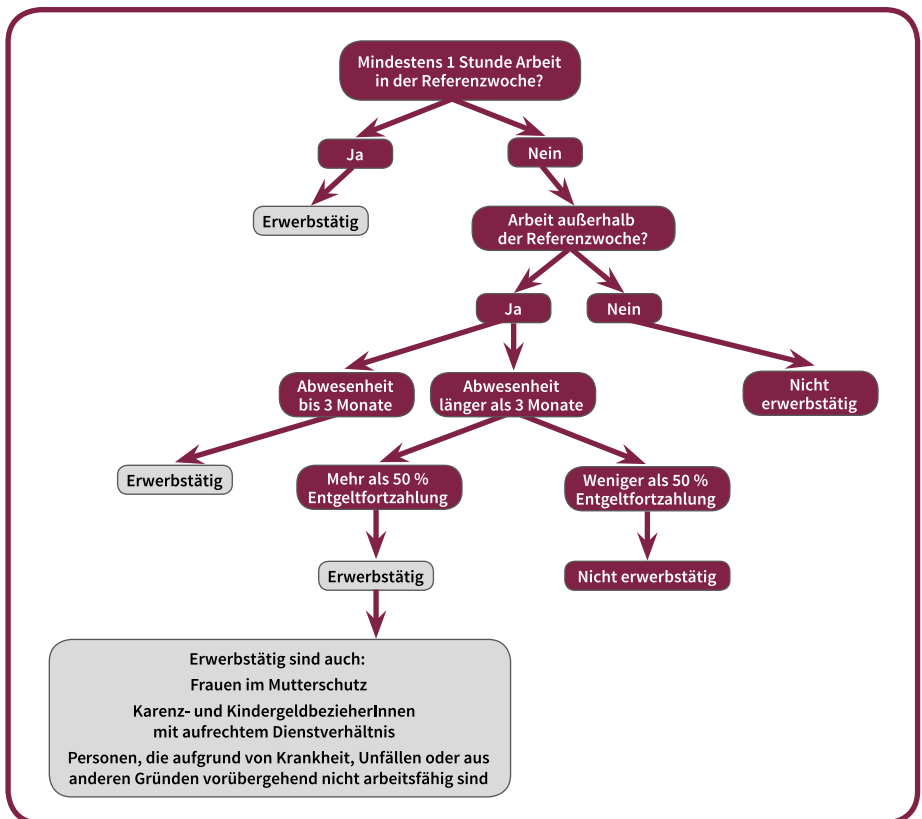 Mindestens 1 Stunde Arbeit
in der Referenzwoche?
Ja
Nein
Erwerbstätig
Arbeit außerhalb
der Referenzwoche?
Ja
Nein
Abwesenheit
bis 3 Monate
Abwesenheit
länger als 3 Monate
Nicht
erwerbstätig
Erwerbstätig
Mehr als 50 %
Entgeltfortzahlung
Weniger als 50 %
Entgeltfortzahlung
Erwerbstätig
Nicht erwerbstätig
Erwerbstätig sind auch:
Frauen im Mutterschutz
Karenz- und KindergeldbezieherInnen
mit aufrechtem Dienstverhältnis
Personen, die aufgrund von Krankheit, Unfällen oder aus
anderen Gründen vorübergehend nicht arbeitsfähig sind